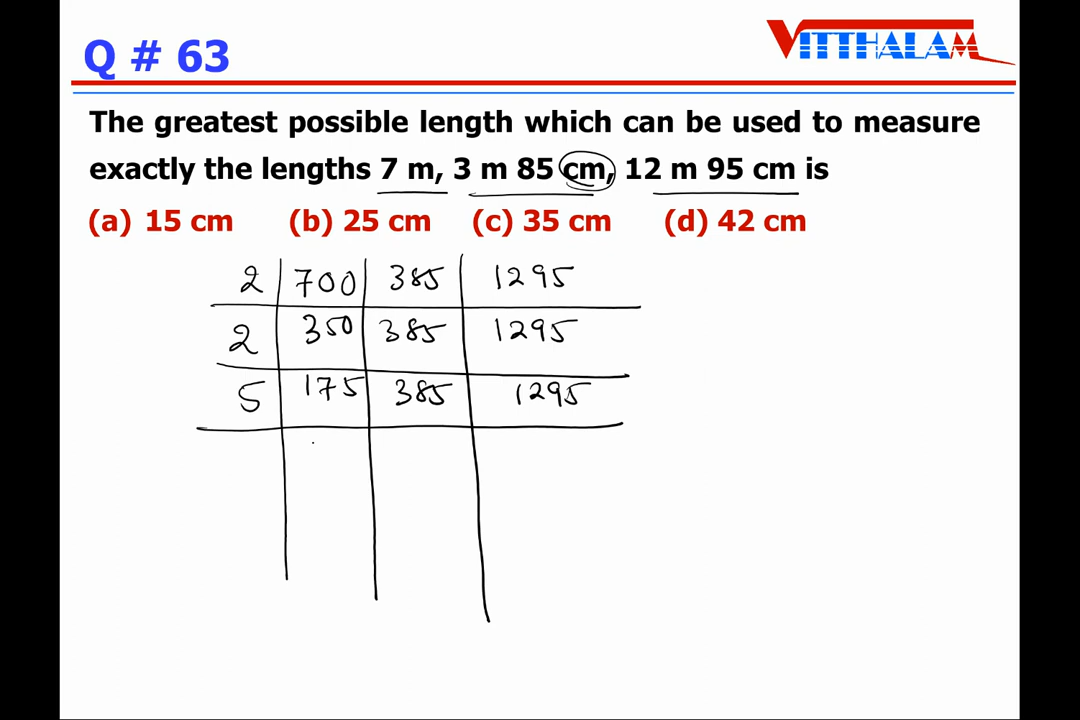 Q # 63
VITTHALAM
The greatest possible length which can be used to measure
exactly the lengths 7 m, 3 m 85 cm, 12 m 95 cm is
(a) 15 cm (b) 25 cm (c) 35 cm (d) 42 cm
2 700 385 1295
2 350 385 1295
5 175 385 1295